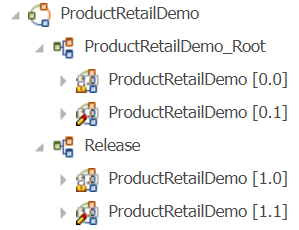 ProductRetailDemo
ProductRetailDemo_Root
ProductRetailDemo [0.0]
ProductRetailDemo [0.1]
Release
ProductRetailDemo [1.0]
ProductRetailDemo [1.1]